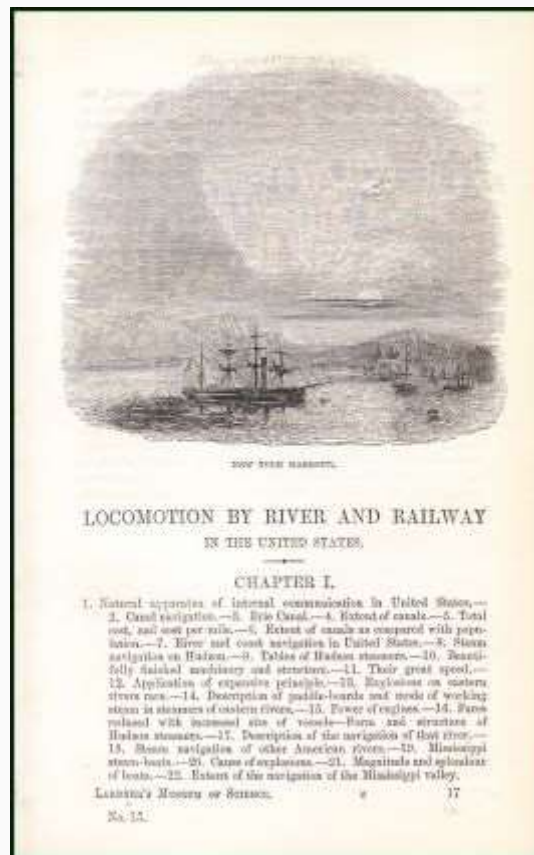 NEW YORK HARBOUR.
LOCOMOTION BY RIVER AND RAILWAY
IN THE UNITED STATES.
CHAPTER I.
1. Natural apparatus of internal communication in United States.—
2. Canal navigation.—3. Erie Canal.—4. Extent of canals.—5. Total
cost, and cost per mile.—6. Extent of canals as compared with popu-
lation.—7. River and coast navigation in United States.—8. Steam
navigation on Hudson.—9. Tables of Hudson steamers.—10. Beauti-
fully finished machinery and structure.—11. Their great speed.—
12. Application of expansive principle.—13. Explosions on eastern
rivers rare.—14. Description of paddle-boards and mode of working
steam in steamers of eastern rivers.—15. Power of engines.—16. Fares
reduced with increased size of vessels—Form and structure of
Hudson steamers.—17. Description of the navigation of that river.—
18. Steam navigation of other American rivers.—19. Mississippi
steam-boats.—20. Cause of explosions.—21. Magnitude and splendour
of boats.—22. Extent of the navigation of the Mississippi valley.
LARDNER'S MUSEUM OF SCIENCE. 17
No. 15.